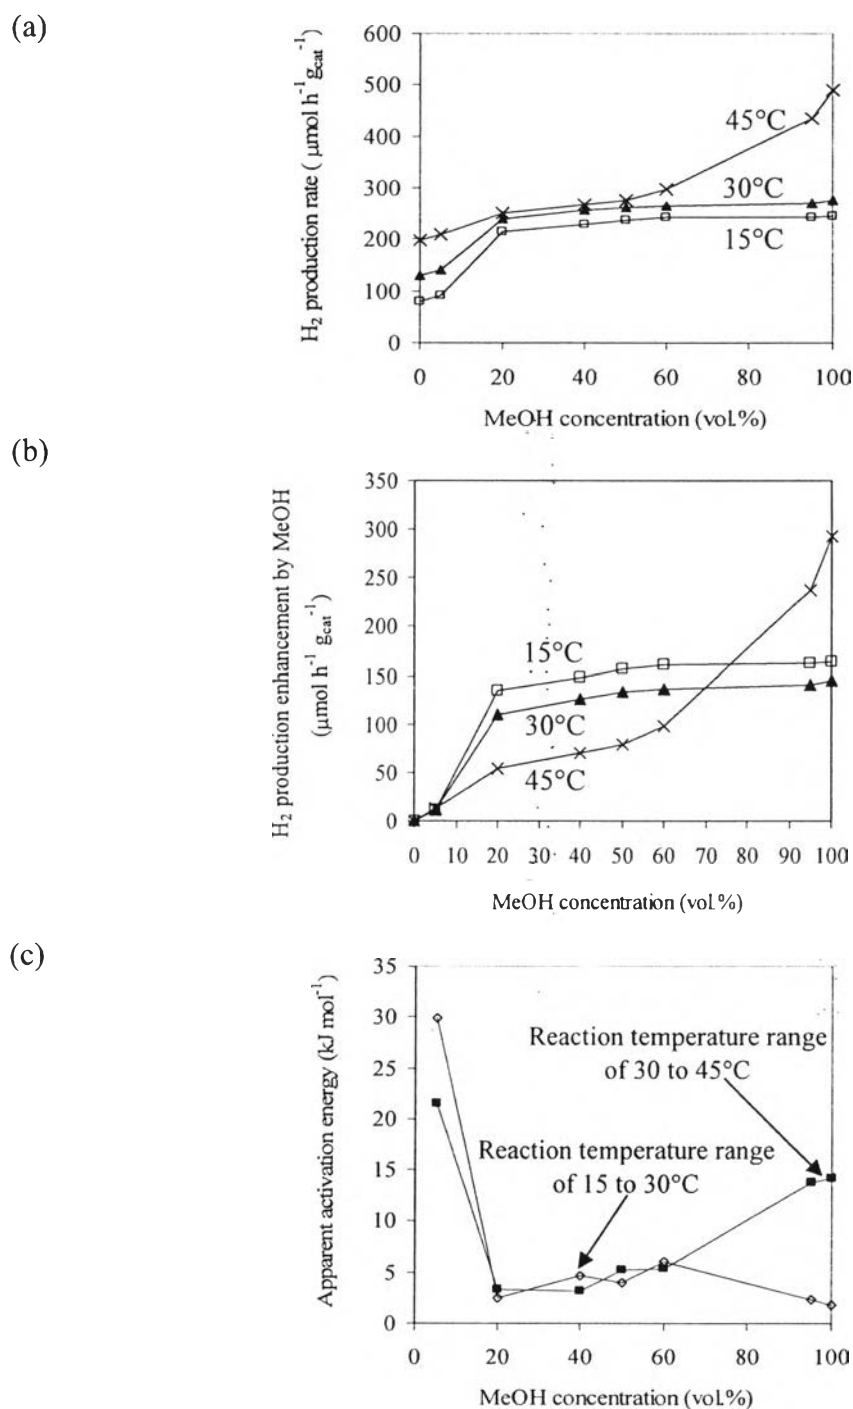 (a)
600
500
400
300
200
100
0
H₂ production rate ( μmol h⁻¹g_cat⁻¹)
45°C
30°C
15°C
0 20 40 60 80 100
MeOH concentration (vol.%)
(b)
350
300
250
200
150
100
50
0
H₂ production enhancement by MeOH
(μmol h⁻¹ g_cat⁻¹)
15°C
30°C
45°C
0 10 20 30 40 50 60 70 80 90 100
MeOH concentration (vol.%)
(c)
35
30
25
20
15
10
5
0
Apparent activation energy (kJ mol⁻¹)
Reaction temperature range
of 30 to 45°C
Reaction temperature range
of 15 to 30°C
0 20 40 60 80 100
MeOH concentration (vol.%)